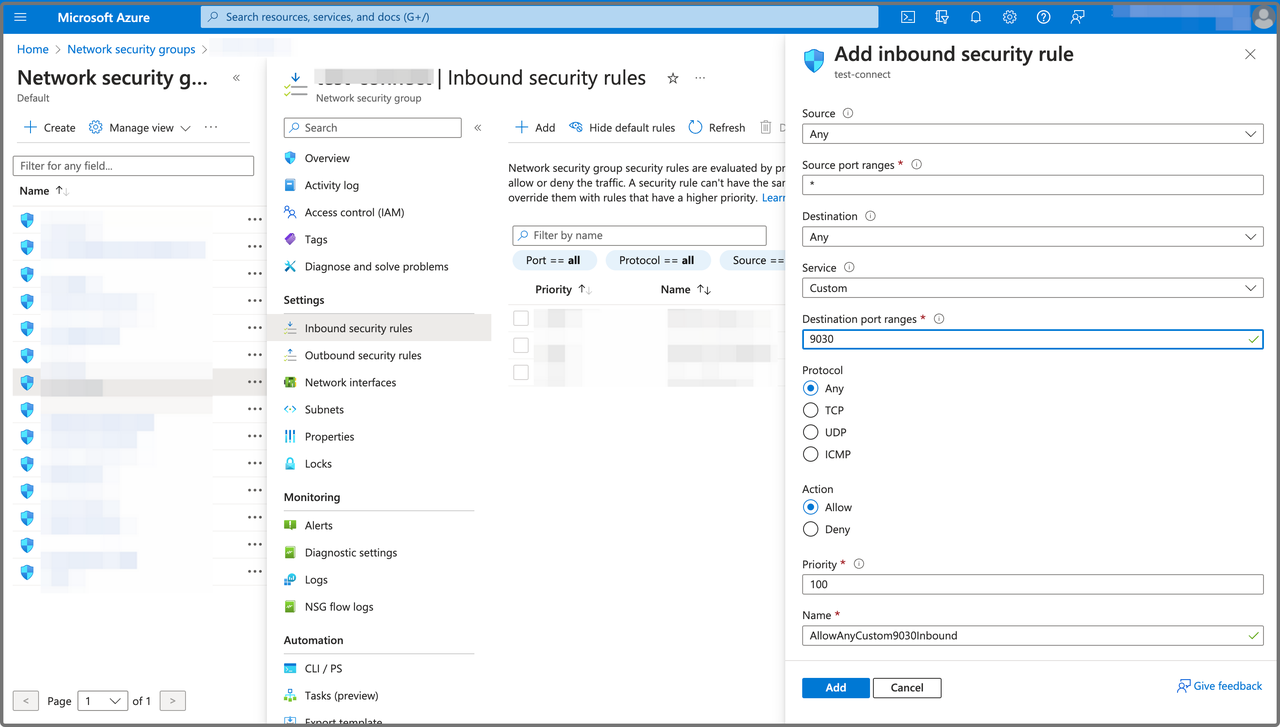 Microsoft Azure
Search resources, services, and docs (G+/)
Home > Network security groups >
Network security g... «
Default
Create
Manage view
Filter for any field...
Name ↑↓
< Page 1 of 1 >
| Inbound security rules
Network security group
Search
«
Overview
Activity log
Access control (IAM)
Tags
Diagnose and solve problems
Settings
Inbound security rules
Outbound security rules
Network interfaces
Subnets
Properties
Locks
Monitoring
Alerts
Diagnostic settings
Logs
NSG flow logs
Automation
CLI / PS
Tasks (preview)
Export template
Add Hide default rules Refresh D
Network security group security rules are evaluated by pr
allow or deny the traffic. A security rule can't have the sar
override them with rules that have a higher priority. Learn
Filter by name
Port == all Protocol == all Source ==
Priority ↑↓ Name ↑↓
Add inbound security rule
test-connect
Source
Any
Source port ranges *
*
Destination
Any
Service
Custom
Destination port ranges *
9030
Protocol
Any
TCP
UDP
ICMP
Action
Allow
Deny
Priority *
100
Name *
AllowAnyCustom9030Inbound
Add Cancel
Give feedback